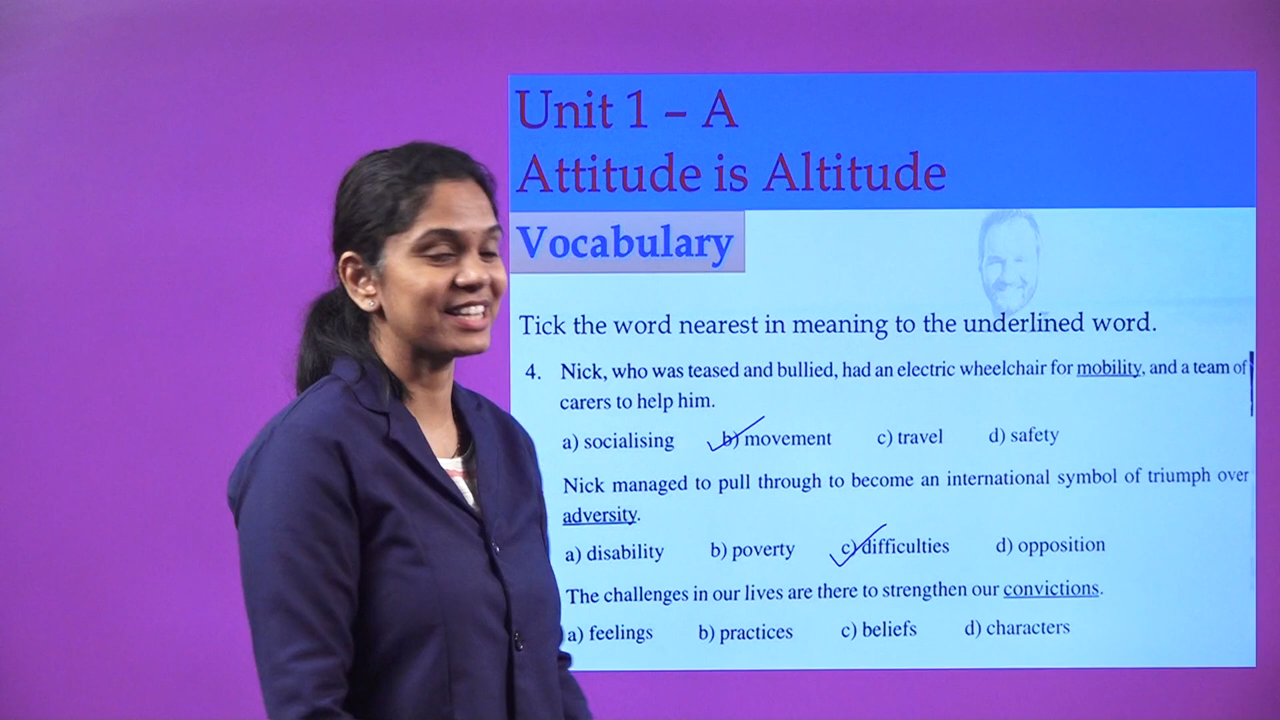 Unit 1 – A
Attitude is Altitude
Vocabulary
Tick the word nearest in meaning to the underlined word.
4. Nick, who was teased and bullied, had an electric wheelchair for mobility, and a team of
carers to help him.
a) socialising b) movement c) travel d) safety
Nick managed to pull through to become an international symbol of triumph over
adversity.
a) disability b) poverty c) difficulties d) opposition
The challenges in our lives are there to strengthen our convictions.
a) feelings b) practices c) beliefs d) characters